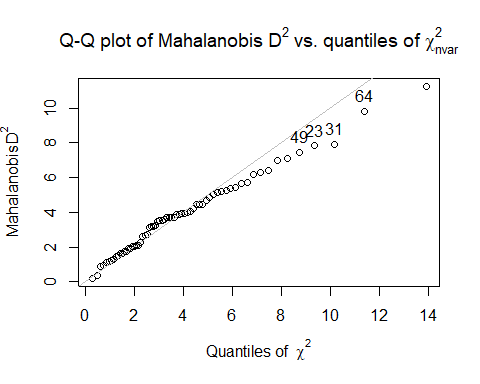 Q-Q plot of Mahalanobis D² vs. quantiles of χ²nvar
MahalanobisD²
10
8
6
4
2
0
64
49
23
31
0 2 4 6 8 10 12 14
Quantiles of χ²